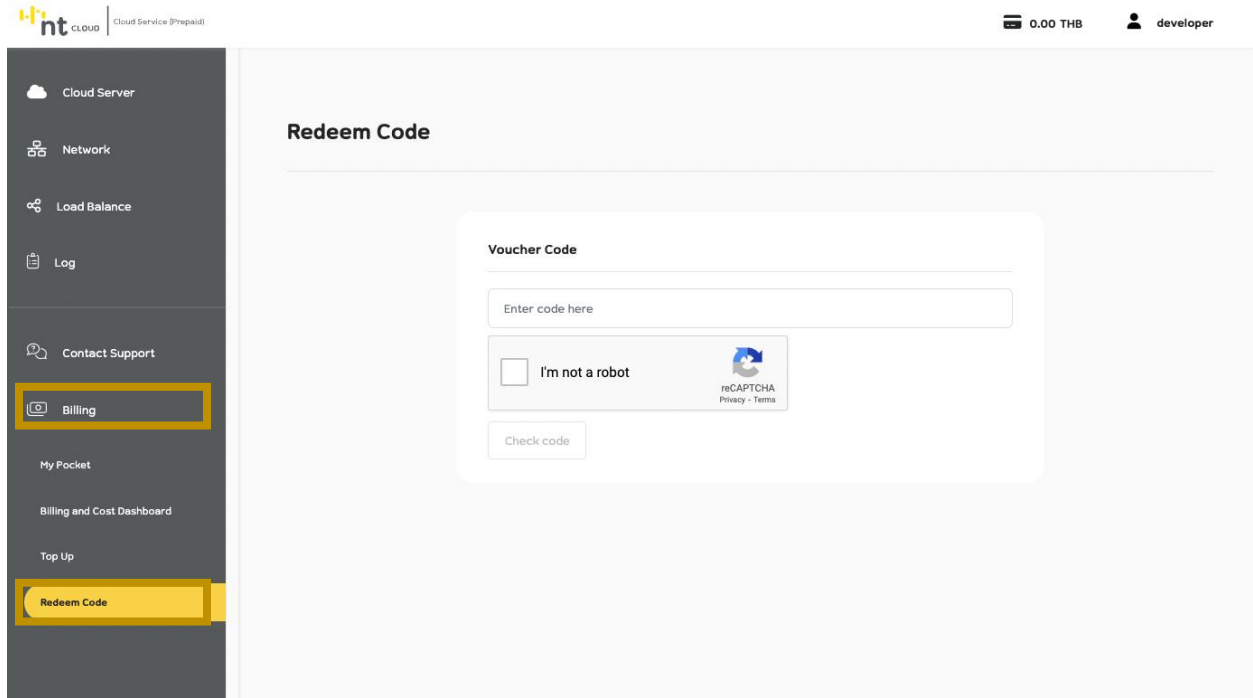 nt CLOUD Cloud Service (Prepaid)
0.00 THB
developer
Cloud Server
Network
Load Balance
Log
Contact Support
Billing
My Pocket
Billing and Cost Dashboard
Top Up
Redeem Code
Redeem Code
Voucher Code
Enter code here
I'm not a robot
reCAPTCHA
Privacy - Terms
Check code